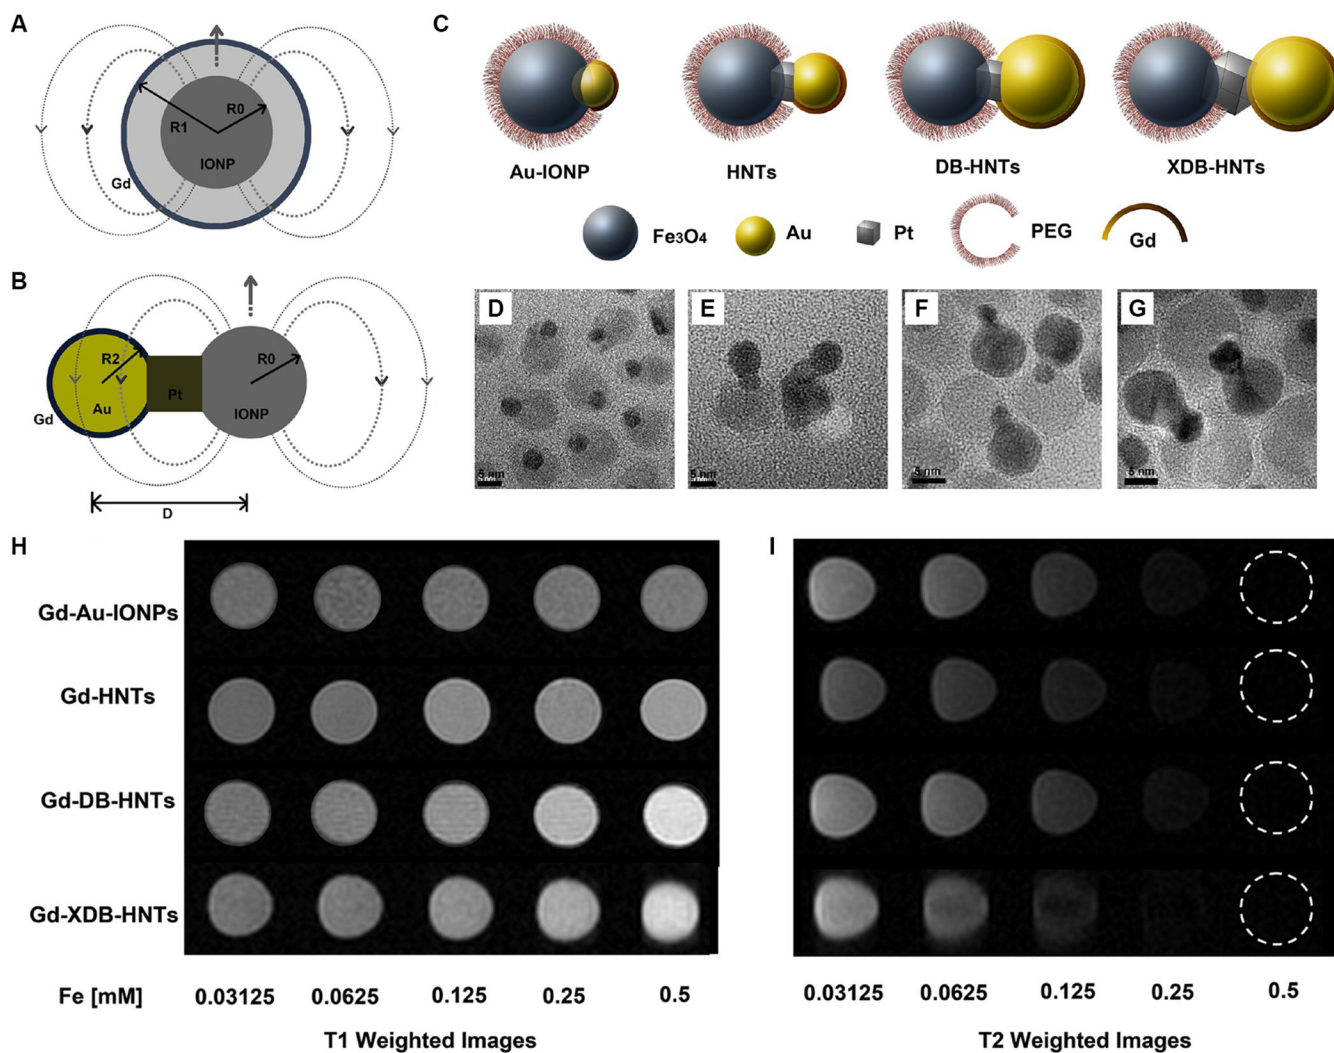 A
R0
R1
IONP
Gd
B
R2
R0
Pt
Au
IONP
Gd
D
C
Au-IONP
HNTs
DB-HNTs
XDB-HNTs
Fe₃O₄
Au
Pt
PEG
Gd
D
E
F
G
5 nm
5 nm
5 nm
5 nm
H
I
Gd-Au-IONPs
Gd-HNTs
Gd-DB-HNTs
Gd-XDB-HNTs
Fe [mM] 0.03125 0.0625 0.125 0.25 0.5
0.03125 0.0625 0.125 0.25 0.5
T1 Weighted Images
T2 Weighted Images